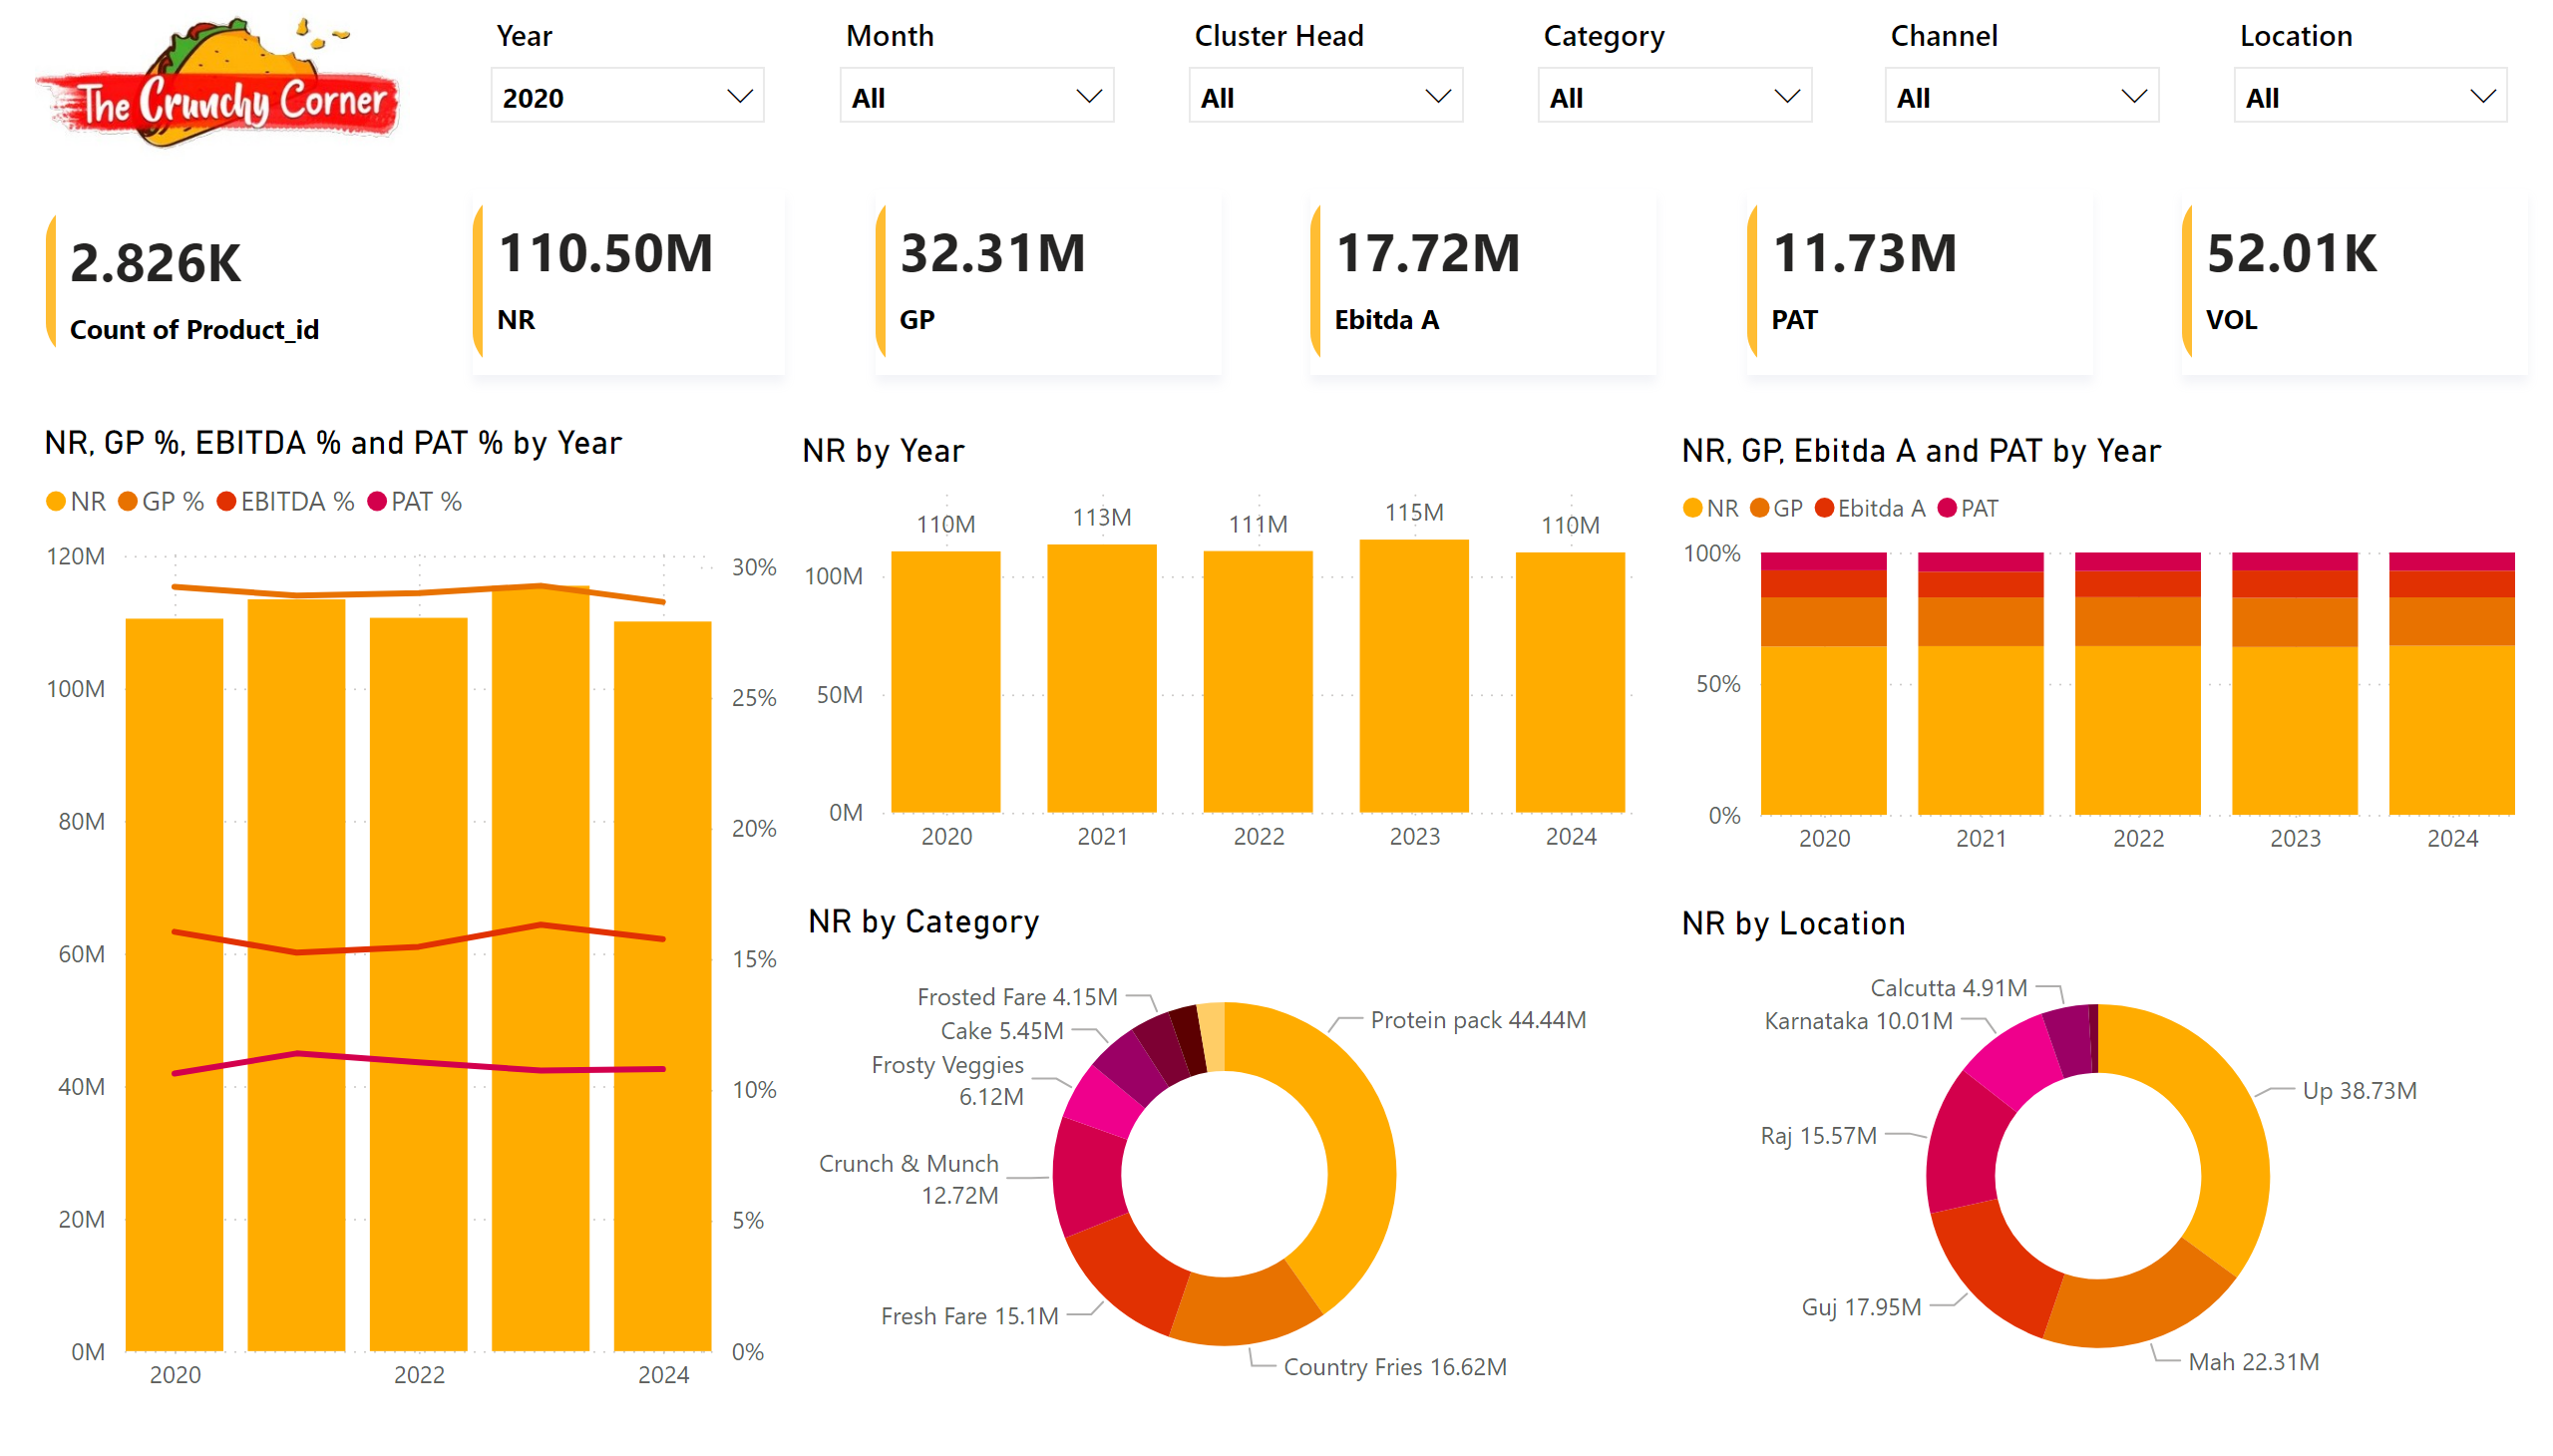 The Crunchy Corner
Year
2020
Month
All
Cluster Head
All
Category
All
Channel
All
Location
All
2.826K
Count of Product_id
110.50M
NR
32.31M
GP
17.72M
Ebitda A
11.73M
PAT
52.01K
VOL
NR, GP %, EBITDA % and PAT % by Year
NR GP % EBITDA % PAT %
120M
100M
80M
60M
40M
20M
0M
30%
25%
20%
15%
10%
5%
0%
2020 2022 2024
NR by Year
110M 113M 111M 115M 110M
100M
50M
0M
2020 2021 2022 2023 2024
NR, GP, Ebitda A and PAT by Year
NR GP Ebitda A PAT
100%
50%
0%
2020 2021 2022 2023 2024
NR by Category
Frosted Fare 4.15M
Cake 5.45M
Frosty Veggies
6.12M
Crunch & Munch
12.72M
Fresh Fare 15.1M
Protein pack 44.44M
Country Fries 16.62M
NR by Location
Calcutta 4.91M
Karnataka 10.01M
Raj 15.57M
Guj 17.95M
Up 38.73M
Mah 22.31M